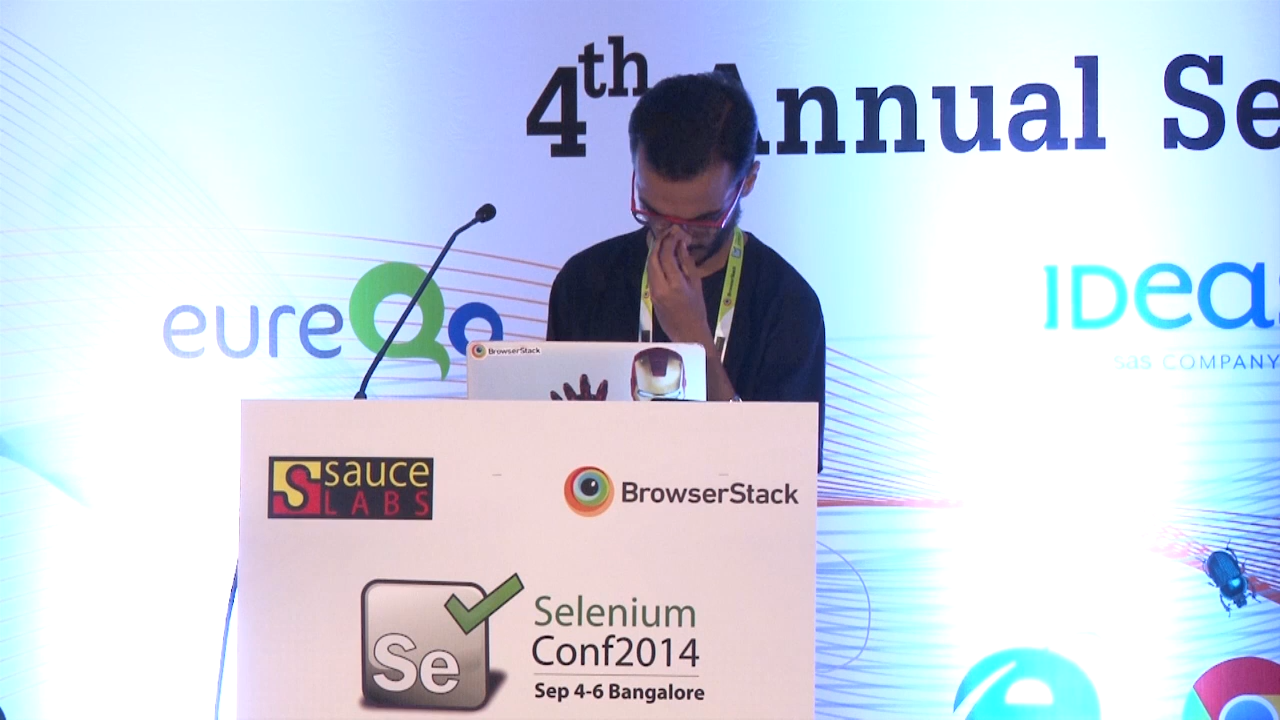 4th Annual Se
eureQa
IDeaS
sas COMPANY
BrowserStack
sauce
LABS
BrowserStack
Se
Selenium
Conf2014
Sep 4-6 Bangalore